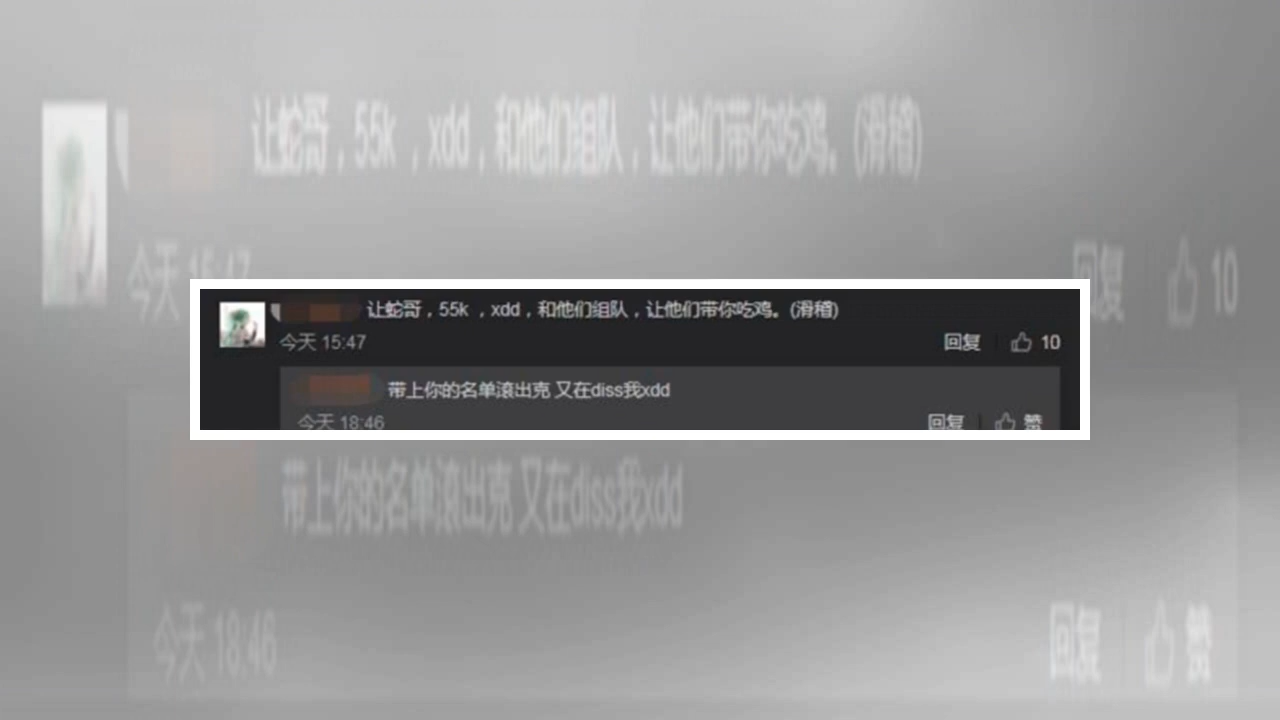 让蛇哥，55k ，xdd，和他们组队，让他们带你吃鸡。(滑稽)
今天 15:47
回复
10
带上你的名单滚出克 又在diss我xdd
今天 18:46
回复
赞